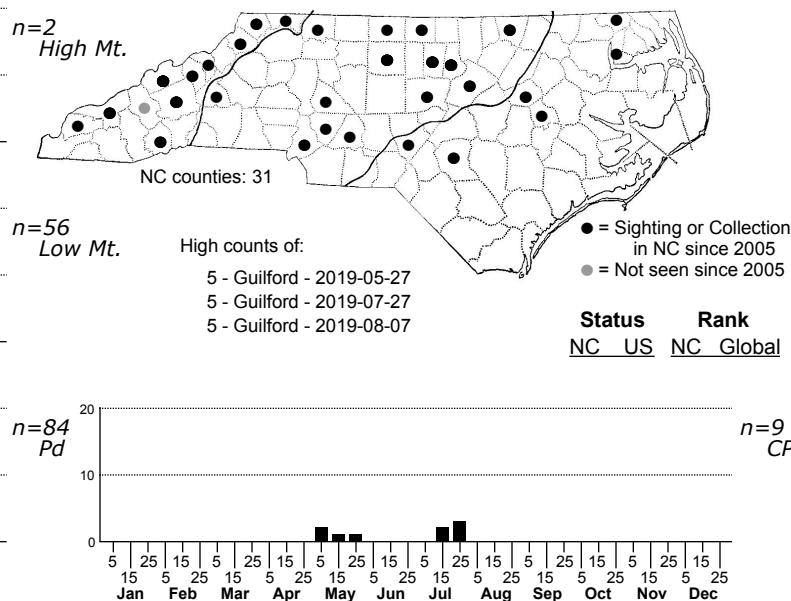 n=2
High Mt.
NC counties: 31
n=56
Low Mt.
High counts of:
5 - Guilford - 2019-05-27
5 - Guilford - 2019-07-27
5 - Guilford - 2019-08-07
= Sighting or Collection
in NC since 2005
= Not seen since 2005
Status Rank
NC US NC Global
n=84
Pd
n=9
CP
20
10
0
5 25 15 5 25 15 5 25 15 5 25 15 5 25 15 5 25 15
15 5 25 15 5 25 15 5 25 15 5 25 15 5 25 15 5 25
Jan Feb Mar Apr May Jun Jul Aug Sep Oct Nov Dec